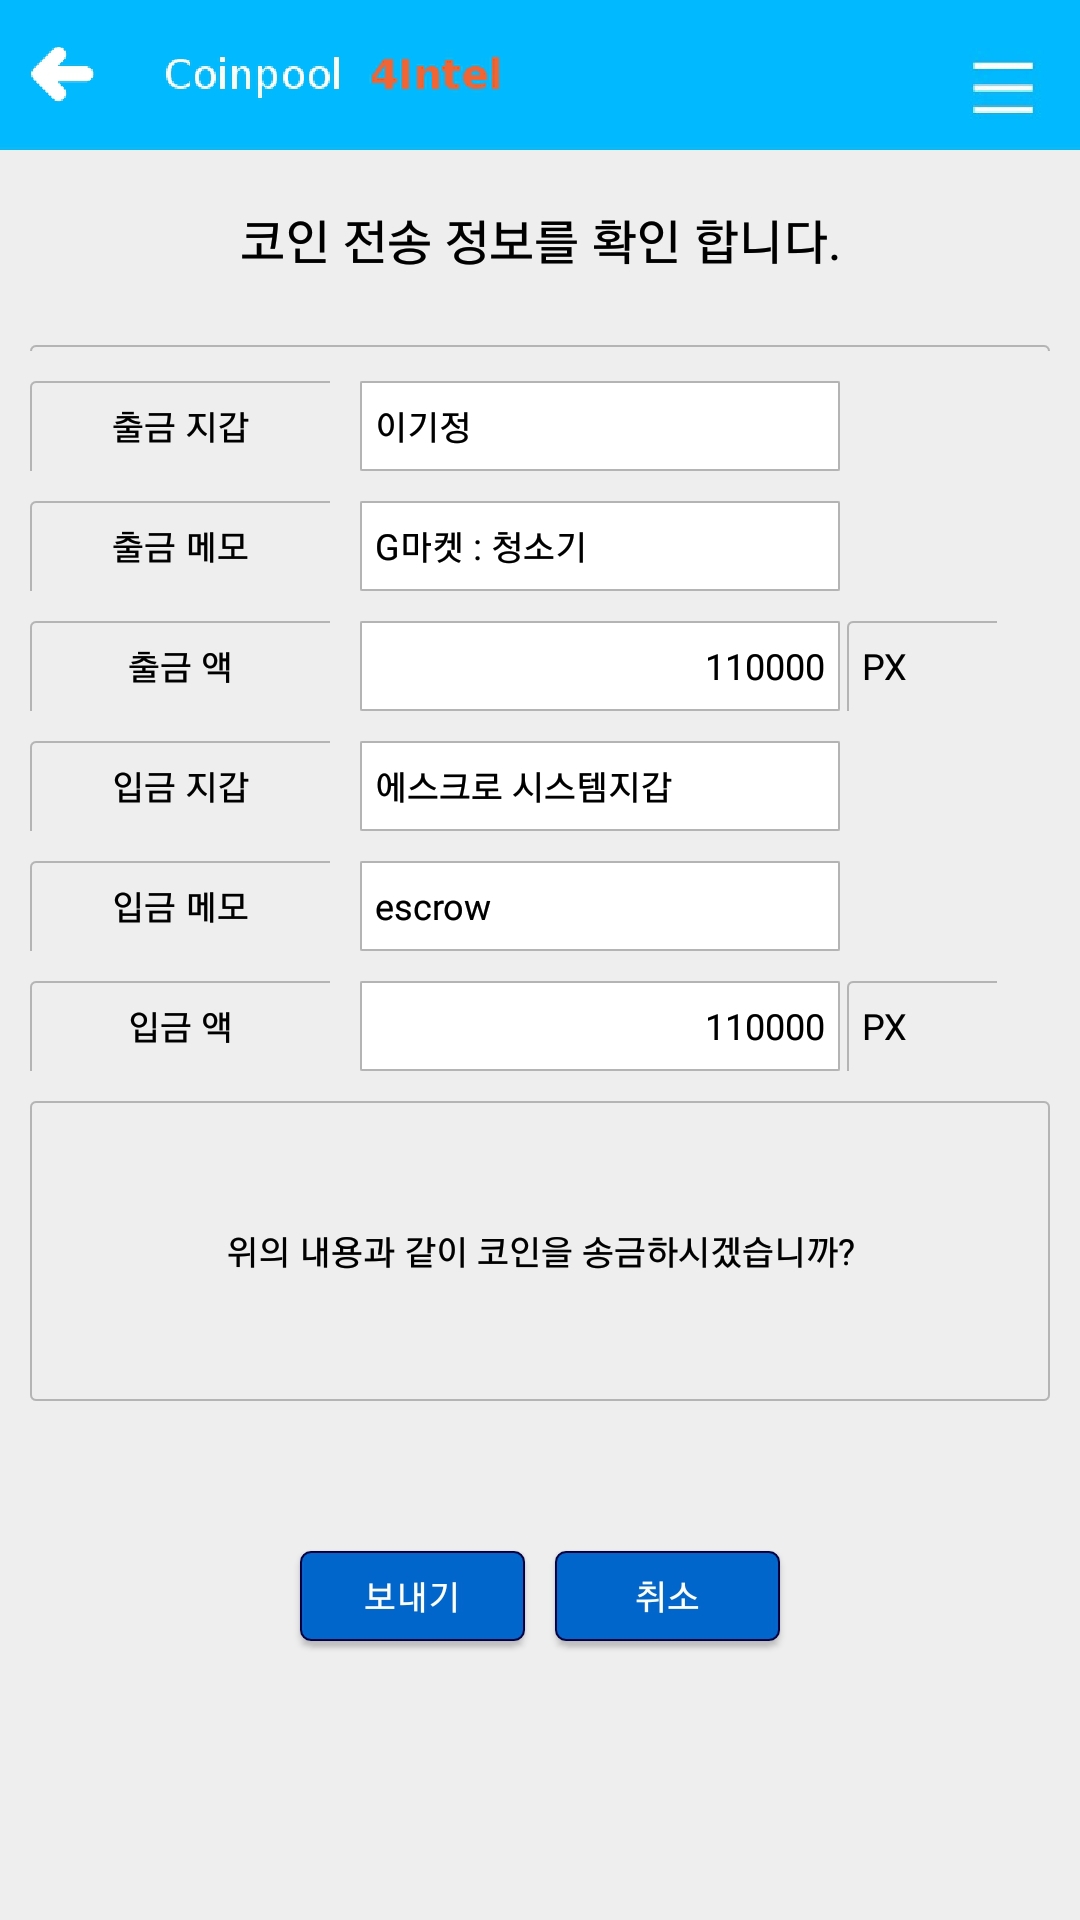 Coinpool 4Intel
코인 전송 정보를 확인 합니다.
출금 지갑 이기정
출금 메모 G마켓 : 청소기
출금 액 110000 PX
입금 지갑 에스크로 시스템지갑
입금 메모 escrow
입금 액 110000 PX
위의 내용과 같이 코인을 송금하시겠습니까?
보내기 취소